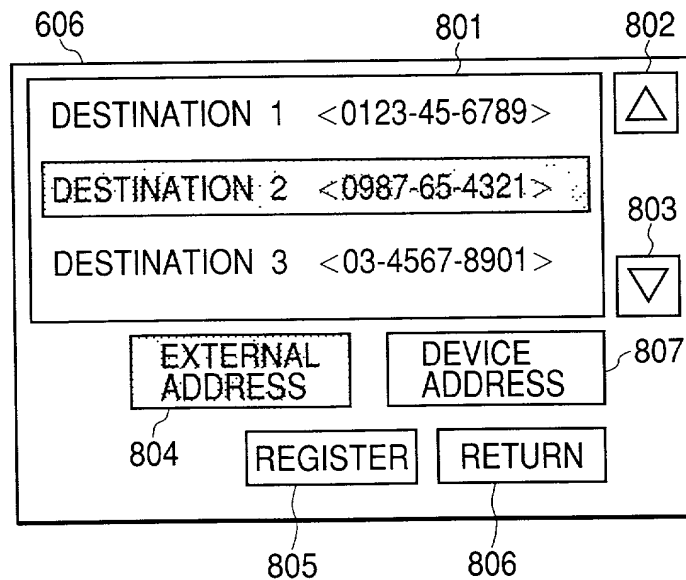 606
801
802
DESTINATION 1 <0123-45-6789>
DESTINATION 2 <0987-65-4321>
803
DESTINATION 3 <03-4567-8901>
EXTERNAL ADDRESS
DEVICE ADDRESS
807
804
REGISTER
RETURN
805
806